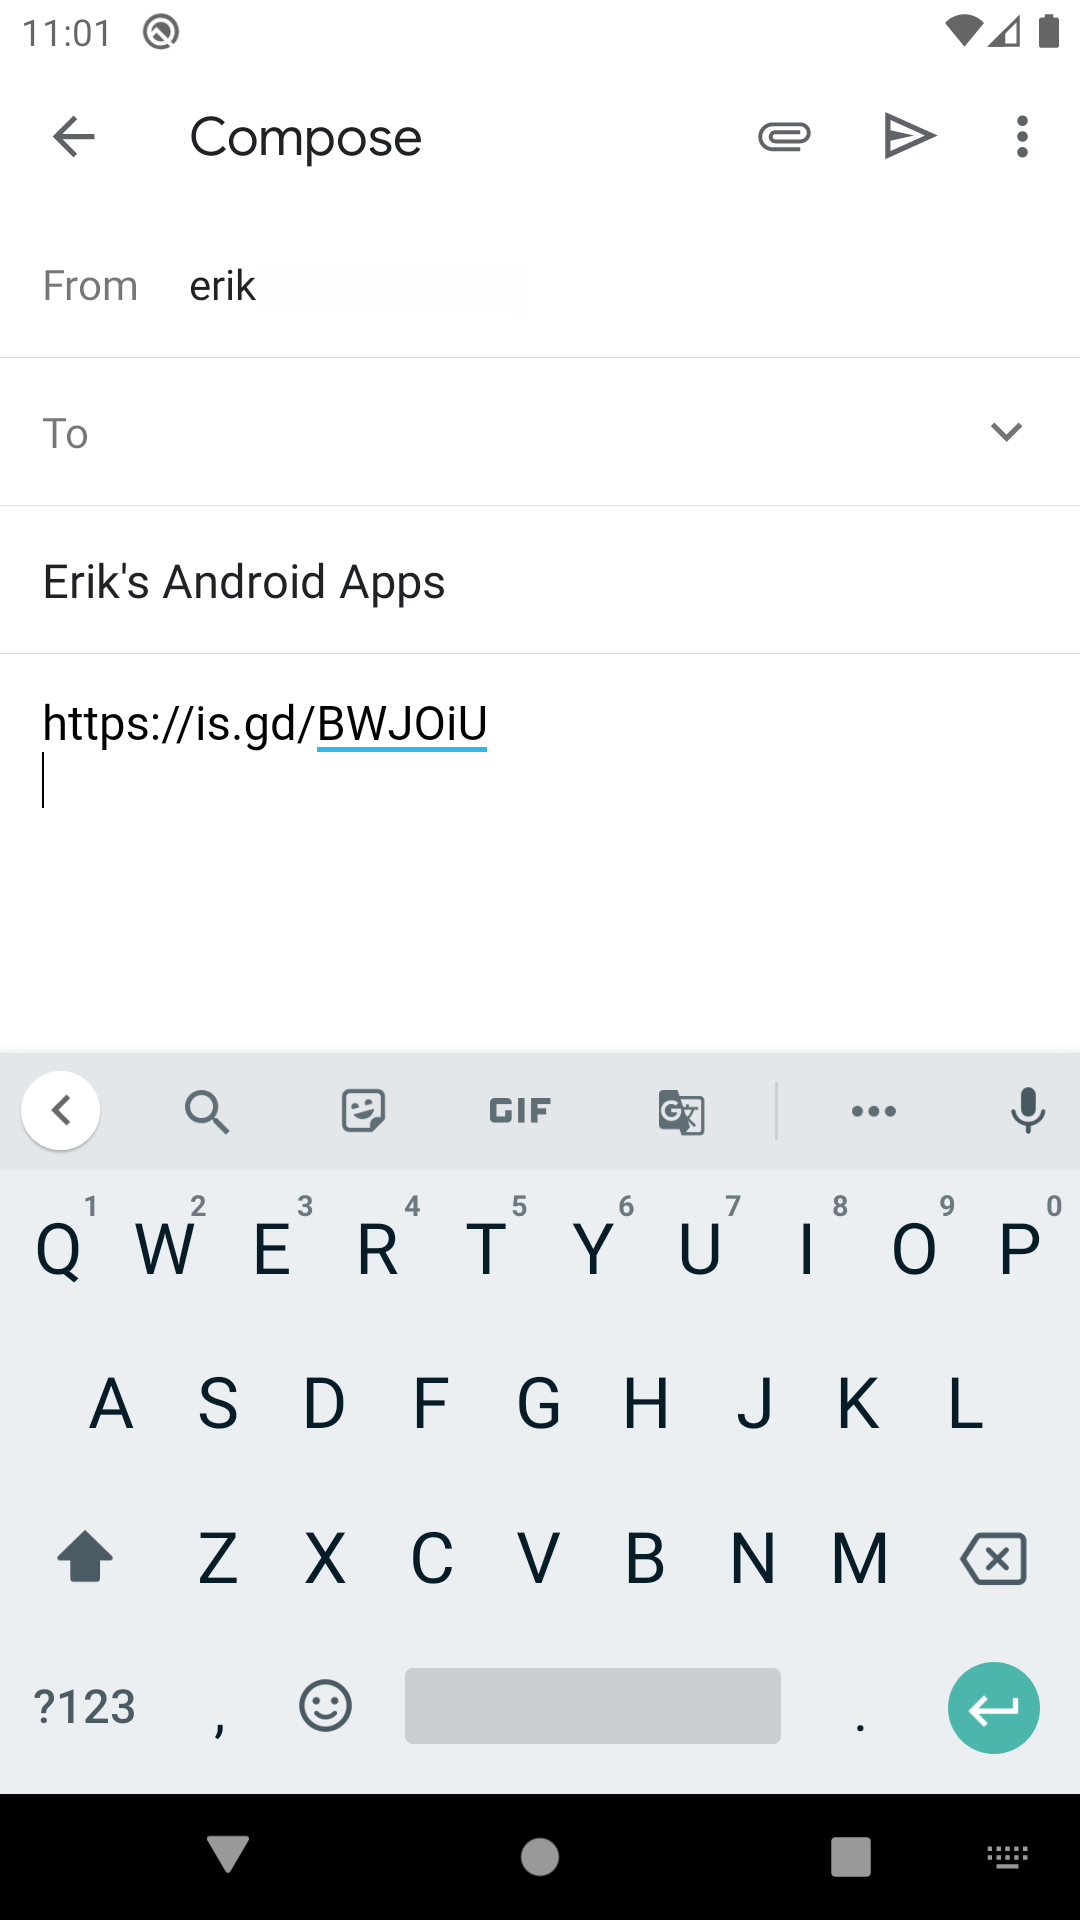 11:01
Compose
From erik
To
Erik's Android Apps
https://is.gd/BWJOiU
GIF G
1 2 3 4 5 6 7 8 9 0
Q W E R T Y U I O P
A S D F G H J K L
Z X C V B N M
?123 , .